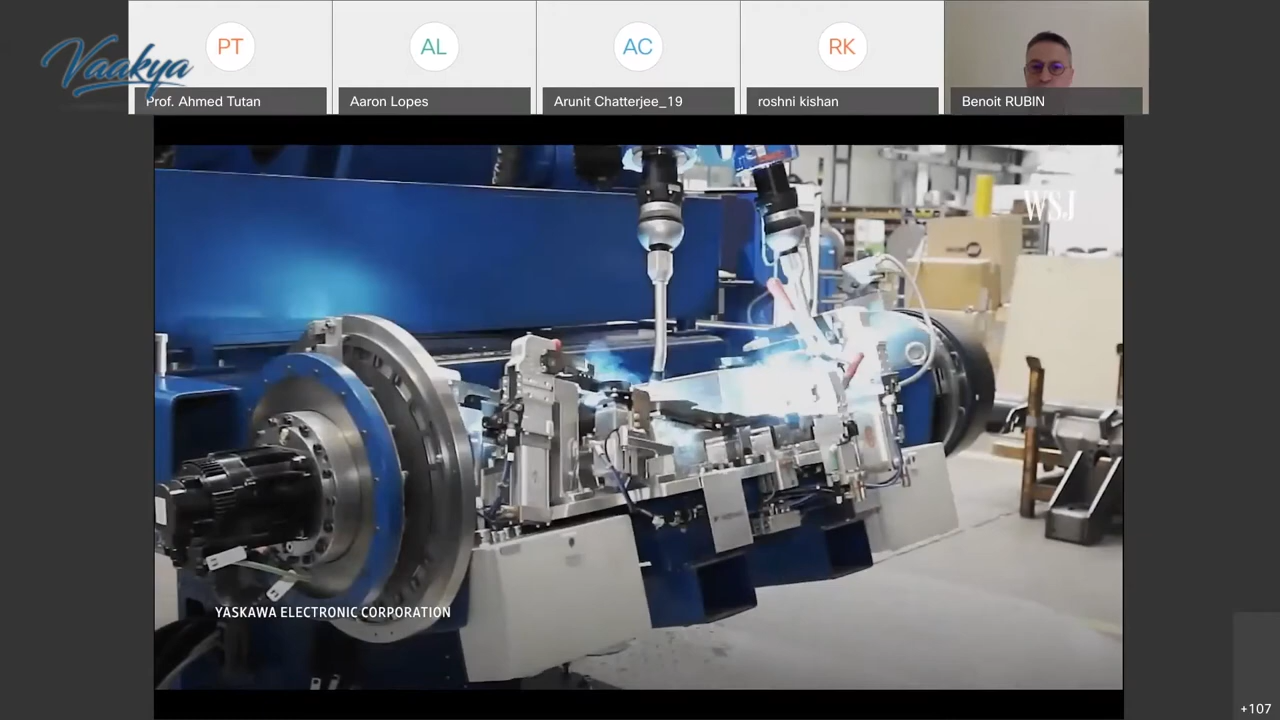 Vaakya
PT
AL
AC
RK
Prof. Ahmed Tutan
Aaron Lopes
Arunit Chatterjee_19
roshni kishan
Benoit RUBIN
WSJ
YASKAWA ELECTRONIC CORPORATION
+107